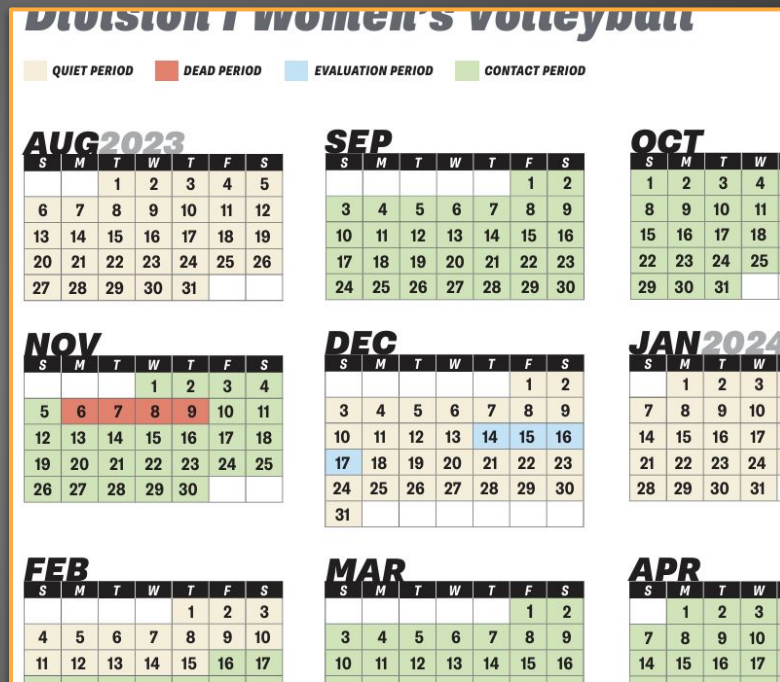 Division I Women's Volleyball
QUIET PERIOD DEAD PERIOD EVALUATION PERIOD CONTACT PERIOD
AUG2023
S M T W T F S
1 2 3 4 5
6 7 8 9 10 11 12
13 14 15 16 17 18 19
20 21 22 23 24 25 26
27 28 29 30 31
SEP
S M T W T F S
1 2
3 4 5 6 7 8 9
10 11 12 13 14 15 16
17 18 19 20 21 22 23
24 25 26 27 28 29 30
OCT
S M T W
1 2 3 4
8 9 10 11
15 16 17 18
22 23 24 25
29 30 31
NOV
S M T W T F S
1 2 3 4
5 6 7 8 9 10 11
12 13 14 15 16 17 18
19 20 21 22 23 24 25
26 27 28 29 30
DEC
S M T W T F S
1 2
3 4 5 6 7 8 9
10 11 12 13 14 15 16
17 18 19 20 21 22 23
24 25 26 27 28 29 30
31
JAN2024
S M T W
1 2 3
7 8 9 10
14 15 16 17
21 22 23 24
28 29 30 31
FEB
S M T W T F S
1 2 3
4 5 6 7 8 9 10
11 12 13 14 15 16 17
MAR
S M T W T F S
1 2
3 4 5 6 7 8 9
10 11 12 13 14 15 16
APR
S M T W
1 2 3
7 8 9 10
14 15 16 17